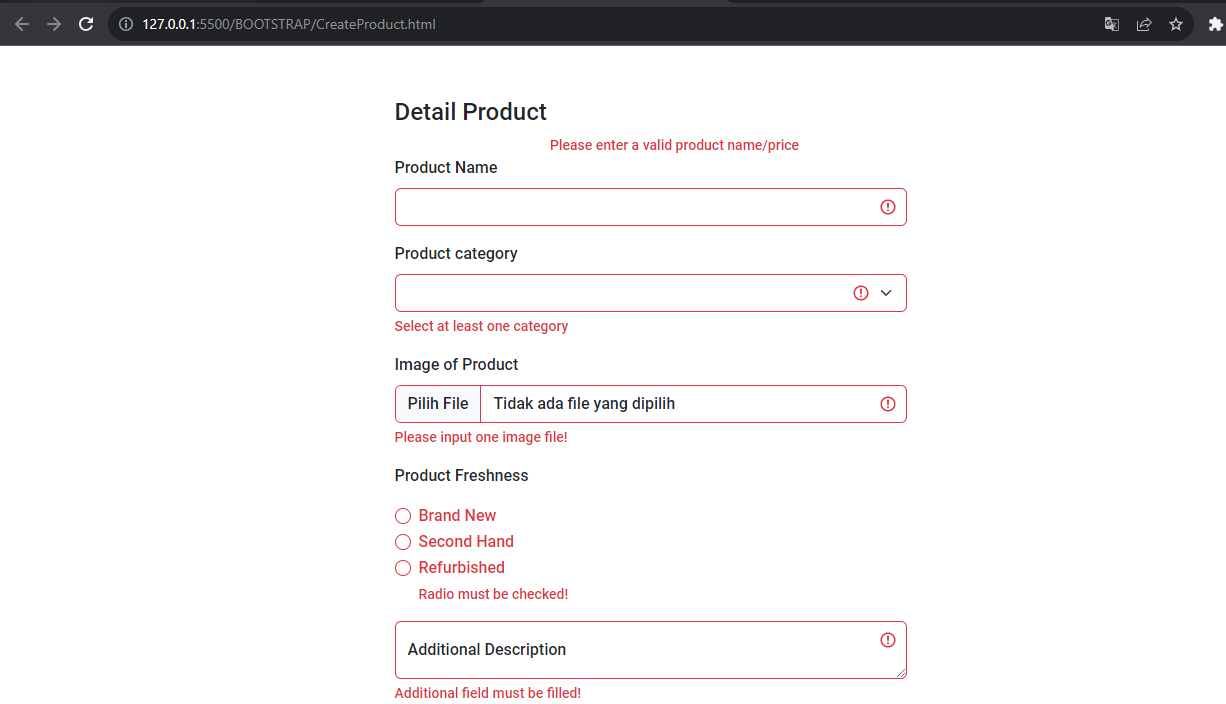 127.0.0.1:5500/BOOTSTRAP/CreateProduct.html
Detail Product
Please enter a valid product name/price
Product Name
Product category
Select at least one category
Image of Product
Pilih File Tidak ada file yang dipilih
Please input one image file!
Product Freshness
Brand New
Second Hand
Refurbished
Radio must be checked!
Additional Description
Additional field must be filled!